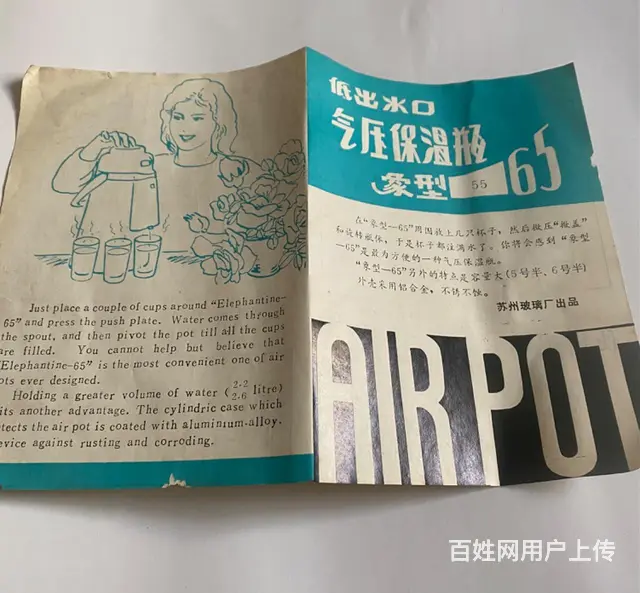 Just place a couple of cups around "Elephantine-
65" and press the push plate. Water comes through
the spout, and then pivot the pot till all the cups
are filled. You cannot help but believe that
"Elephantine-65" is the most convenient one of air
ots ever designed.
Holding a greater volume of water (2-2 2.6 litre)
its another advantage. The cylindric case which
tects the air pot is coated with aluminium-alloy.
evice against rusting and corroding.
低出水口
气压保温瓶
象型 55 65
在“象型—65”周围放上几只杯子，然后揿压“揿盖”
和旋转瓶体，于是杯子都注满水了。你将会感到“象型
—65”是最为方便的一种气压保温瓶。
“象型—65”另外的特点是容量大(5号半、6号半)
外壳采用铝合金，不锈不蚀。
苏州玻璃厂出品
AIR POT
百姓网用户上传